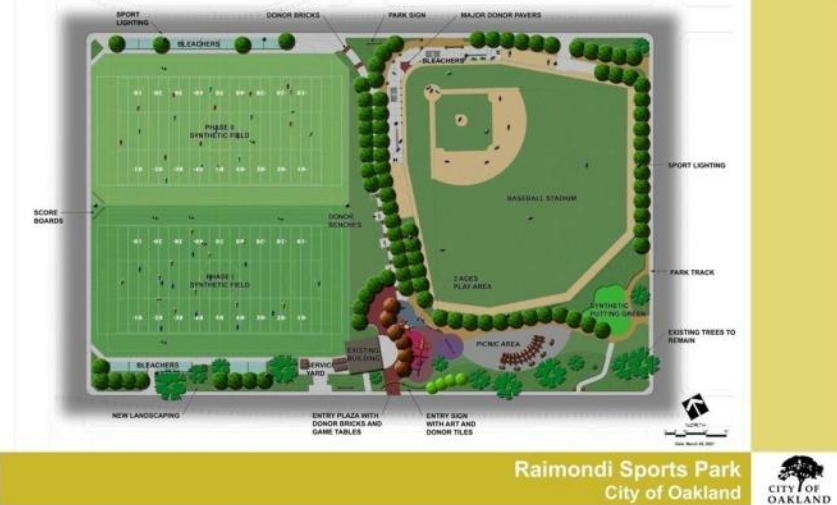 SPORT
LIGHTING
DONOR BRICKS
PARK SIGN
MAJOR DONOR PAVERS
BLEACHERS
BLEACHERS
PHASE II
SYNTHETIC FIELD
SPORT LIGHTING
BASEBALL STADIUM
SCORE
BOARDS
DONOR
BENCHES
PARK TRACK
PHASE I
SYNTHETIC FIELD
2 AGES
PLAY AREA
SYNTHETIC
PUTTING GREEN
EXISTING TREES TO
REMAIN
PICNIC AREA
EXISTING
BUILDING
BLEACHERS
SERVICE
YARD
NEW LANDSCAPING
ENTRY PLAZA WITH
DONOR BRICKS AND
GAME TABLES
ENTRY SIGN
WITH ART AND
DONOR TILES
NORTH
Raimondi Sports Park
City of Oakland
CITY OF
OAKLAND